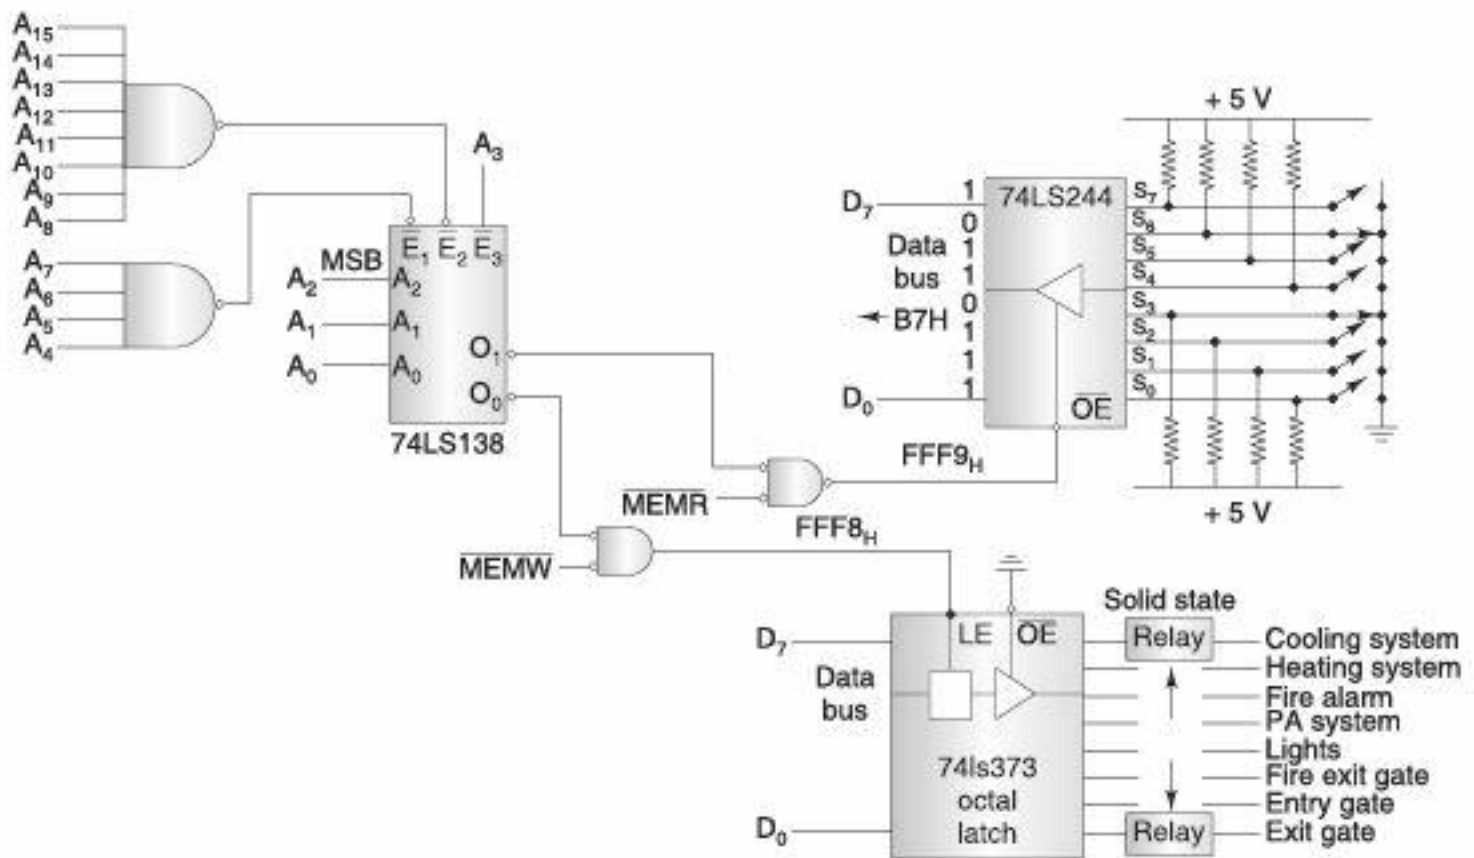 A15
A14
A13
A12
A11
A10
A9
A8
A7
A6
A5
A4
A3
E1 E2 E3
MSB
A2 A2
A1 A1
A0 A0
O1
O0
74LS138
MEMR
MEMW
FFF9H
FFF8H
+ 5 V
74LS244
D7
Data
bus
B7H
D0
1
0
1
1
0
1
1
1
S7
S6
S5
S4
S3
S2
S1
S0
OE
+ 5 V
LE OE
D7
Data
bus
D0
74ls373
octal
latch
Solid state
Relay
Relay
Cooling system
Heating system
Fire alarm
PA system
Lights
Fire exit gate
Entry gate
Exit gate